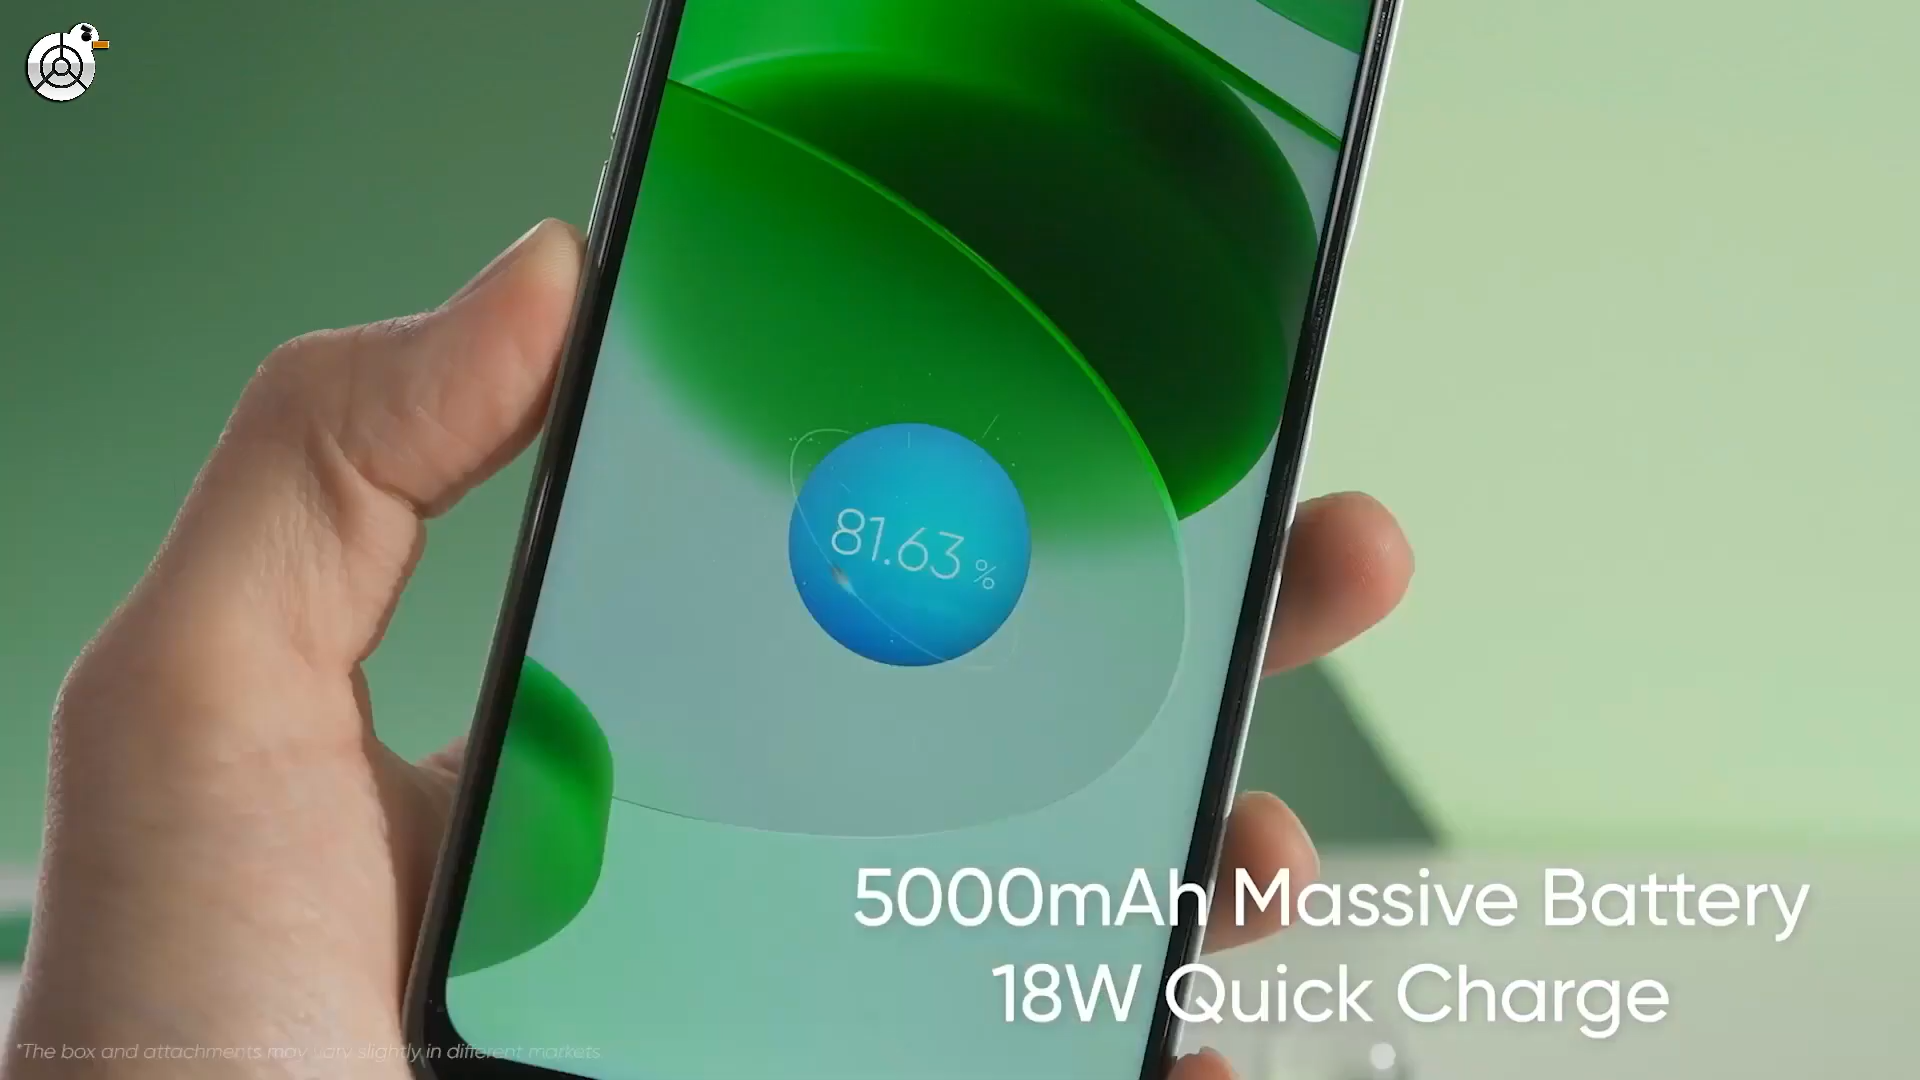 81.63 %
5000mAh Massive Battery
18W Quick Charge
*The box and attachments may vary slightly in different markets